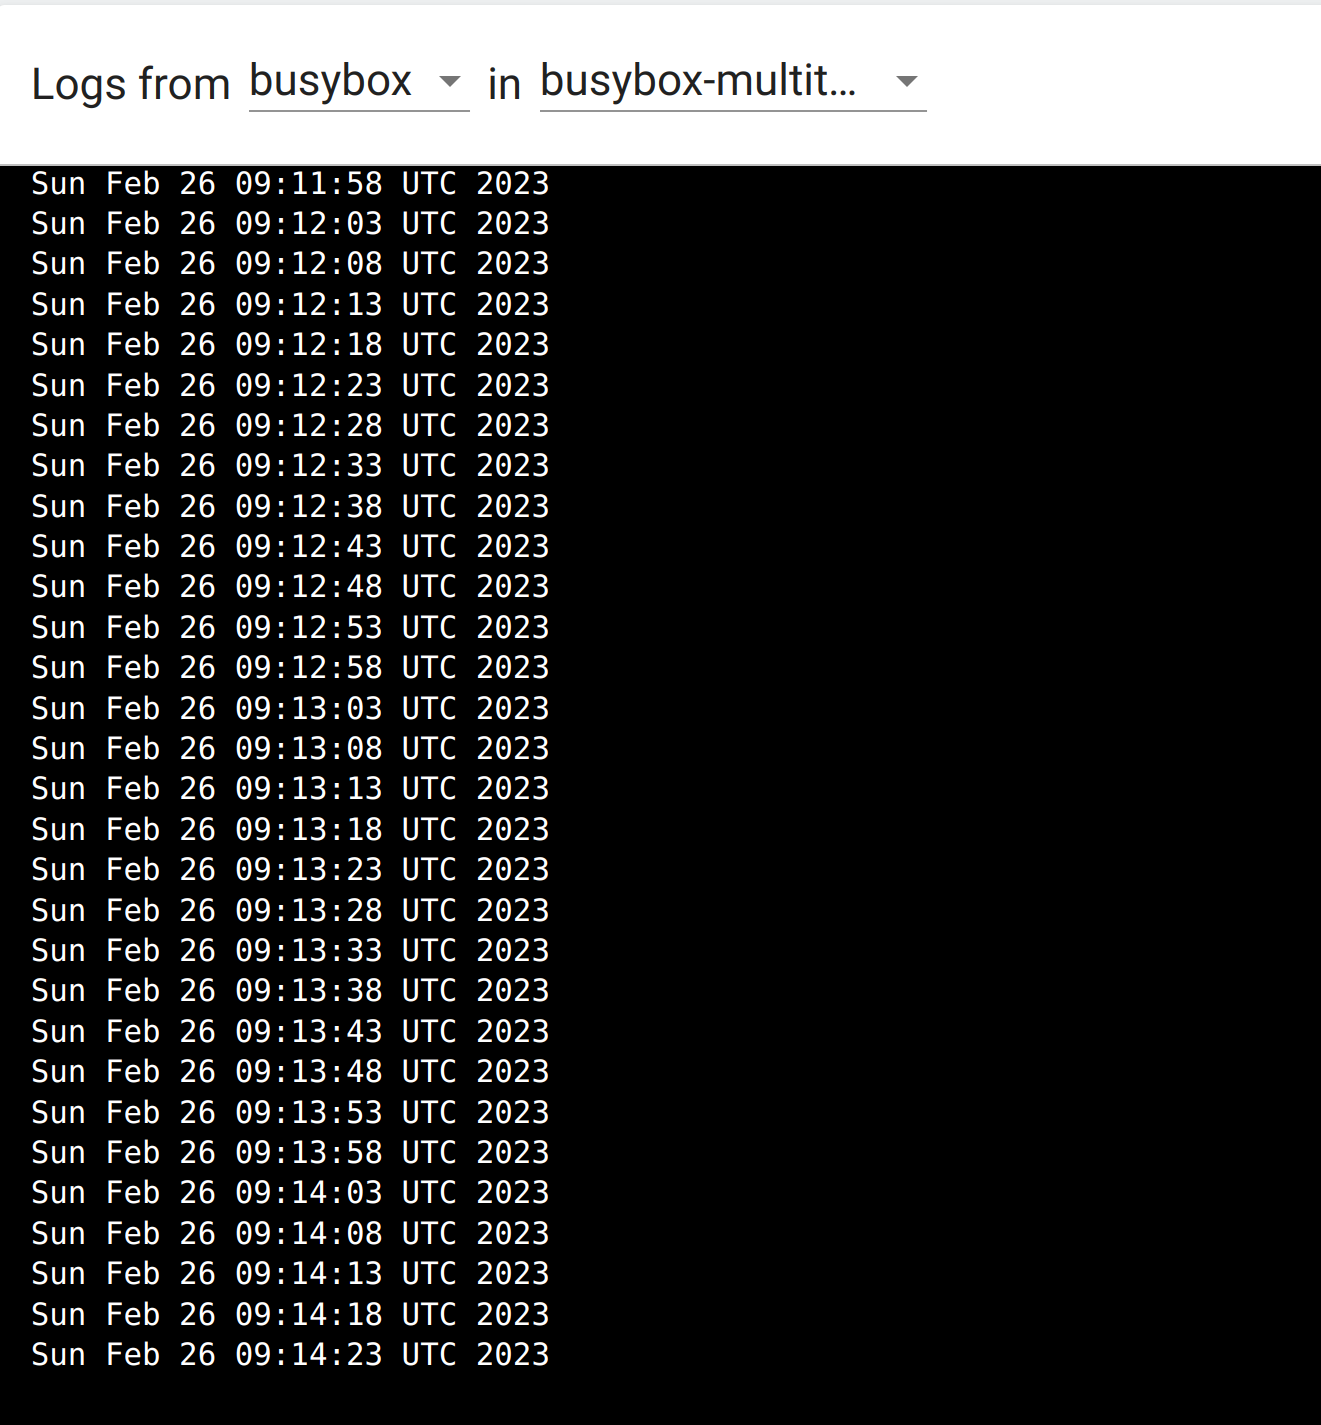 Logs from busybox in busybox-multit...
Sun Feb 26 09:11:58 UTC 2023
Sun Feb 26 09:12:03 UTC 2023
Sun Feb 26 09:12:08 UTC 2023
Sun Feb 26 09:12:13 UTC 2023
Sun Feb 26 09:12:18 UTC 2023
Sun Feb 26 09:12:23 UTC 2023
Sun Feb 26 09:12:28 UTC 2023
Sun Feb 26 09:12:33 UTC 2023
Sun Feb 26 09:12:38 UTC 2023
Sun Feb 26 09:12:43 UTC 2023
Sun Feb 26 09:12:48 UTC 2023
Sun Feb 26 09:12:53 UTC 2023
Sun Feb 26 09:12:58 UTC 2023
Sun Feb 26 09:13:03 UTC 2023
Sun Feb 26 09:13:08 UTC 2023
Sun Feb 26 09:13:13 UTC 2023
Sun Feb 26 09:13:18 UTC 2023
Sun Feb 26 09:13:23 UTC 2023
Sun Feb 26 09:13:28 UTC 2023
Sun Feb 26 09:13:33 UTC 2023
Sun Feb 26 09:13:38 UTC 2023
Sun Feb 26 09:13:43 UTC 2023
Sun Feb 26 09:13:48 UTC 2023
Sun Feb 26 09:13:53 UTC 2023
Sun Feb 26 09:13:58 UTC 2023
Sun Feb 26 09:14:03 UTC 2023
Sun Feb 26 09:14:08 UTC 2023
Sun Feb 26 09:14:13 UTC 2023
Sun Feb 26 09:14:18 UTC 2023
Sun Feb 26 09:14:23 UTC 2023